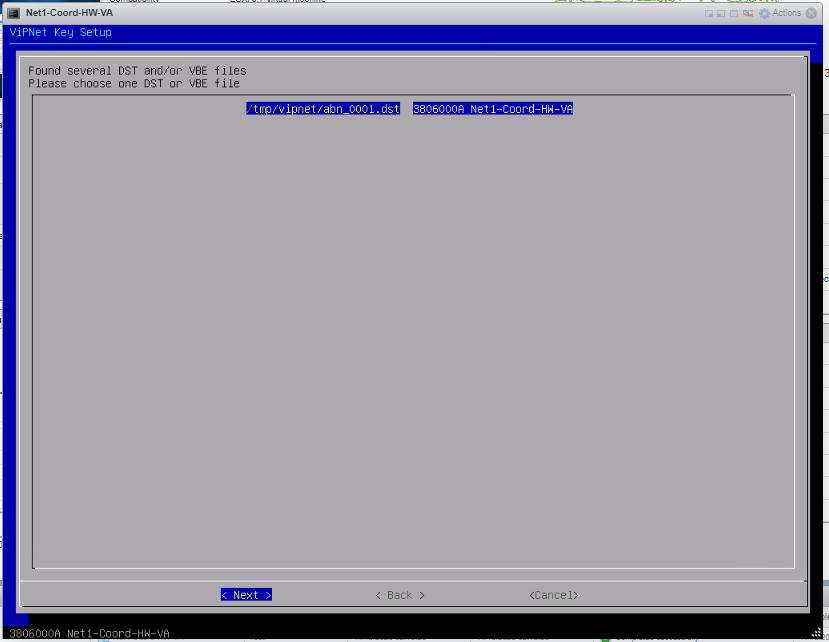 Net1-Coord-HW-VA
Actions
ViPNet Key Setup
Found several DST and/or VBE files
Please choose one DST or VBE file
/tmp/vipnet/abn_0001.dst 3806000A Net1-Coord-HW-VA
< Next > < Back > <Cancel>
3806000A Net1-Coord-HW-VA